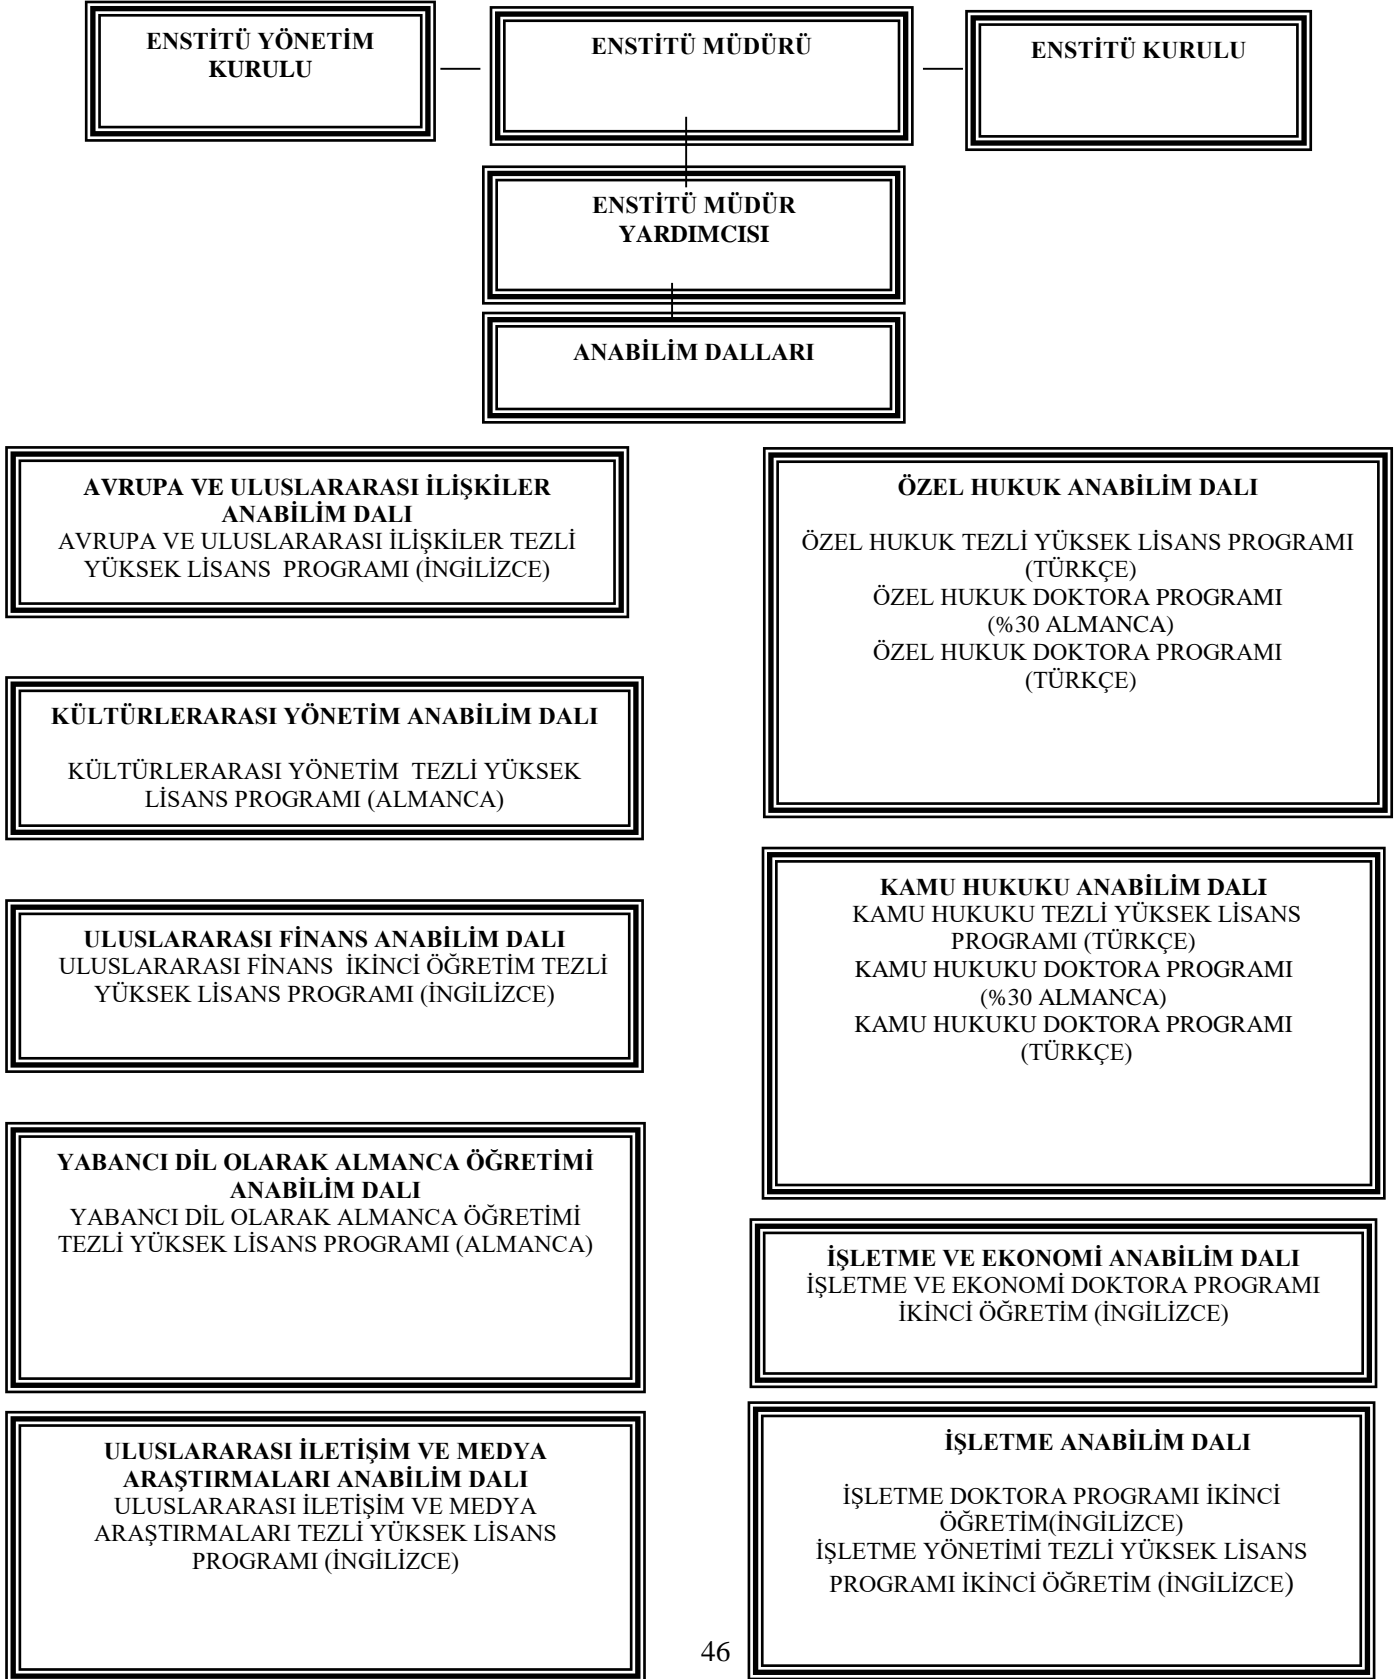 ENSTİTÜ YÖNETİM
KURULU
ENSTİTÜ MÜDÜRÜ
ENSTİTÜ KURULU
ENSTİTÜ MÜDÜR
YARDIMCISI
ANABİLİM DALLARI
AVRUPA VE ULUSLARARASI İLİŞKİLER
ANABİLİM DALI
AVRUPA VE ULUSLARARASI İLİŞKİLER TEZLİ
YÜKSEK LİSANS PROGRAMI (İNGİLİZCE)
KÜLTÜRLERARASI YÖNETİM ANABİLİM DALI
KÜLTÜRLERARASI YÖNETİM TEZLİ YÜKSEK
LİSANS PROGRAMI (ALMANCA)
ULUSLARARASI FİNANS ANABİLİM DALI
ULUSLARARASI FİNANS İKİNCİ ÖĞRETİM TEZLİ
YÜKSEK LİSANS PROGRAMI (İNGİLİZCE)
YABANCI DİL OLARAK ALMANCA ÖĞRETİMİ
ANABİLİM DALI
YABANCI DİL OLARAK ALMANCA ÖĞRETİMİ
TEZLİ YÜKSEK LİSANS PROGRAMI (ALMANCA)
ULUSLARARASI İLETİŞİM VE MEDYA
ARAŞTIRMALARI ANABİLİM DALI
ULUSLARARASI İLETİŞİM VE MEDYA
ARAŞTIRMALARI TEZLİ YÜKSEK LİSANS
PROGRAMI (İNGİLİZCE)
ÖZEL HUKUK ANABİLİM DALI
ÖZEL HUKUK TEZLİ YÜKSEK LİSANS PROGRAMI
(TÜRKÇE)
ÖZEL HUKUK DOKTORA PROGRAMI
(%30 ALMANCA)
ÖZEL HUKUK DOKTORA PROGRAMI
(TÜRKÇE)
KAMU HUKUKU ANABİLİM DALI
KAMU HUKUKU TEZLİ YÜKSEK LİSANS
PROGRAMI (TÜRKÇE)
KAMU HUKUKU DOKTORA PROGRAMI
(%30 ALMANCA)
KAMU HUKUKU DOKTORA PROGRAMI
(TÜRKÇE)
İŞLETME VE EKONOMİ ANABİLİM DALI
İŞLETME VE EKONOMİ DOKTORA PROGRAMI
İKİNCİ ÖĞRETİM (İNGİLİZCE)
İŞLETME ANABİLİM DALI
İŞLETME DOKTORA PROGRAMI İKİNCİ
ÖĞRETİM(İNGİLİZCE)
İŞLETME YÖNETİMİ TEZLİ YÜKSEK LİSANS
PROGRAMI İKİNCİ ÖĞRETİM (İNGİLİZCE)
46